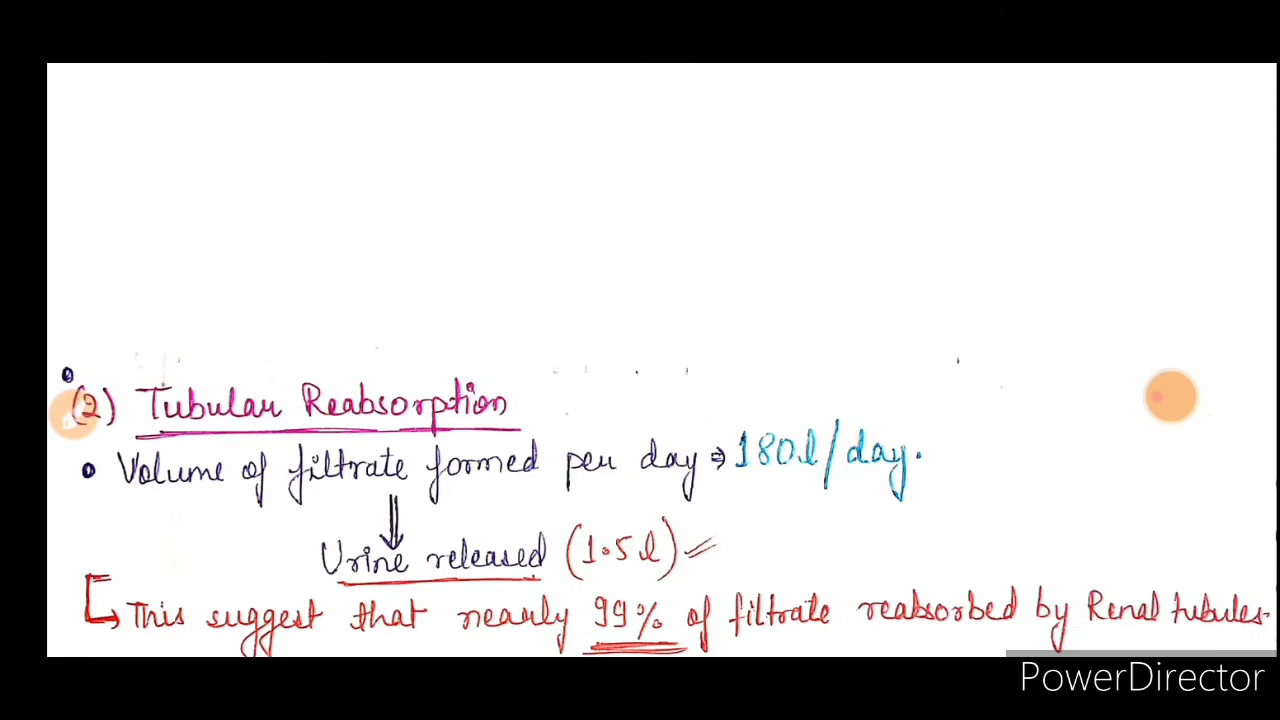 (2) Tubular Reabsorption
• Volume of filtrate formed per day ⇒ 180l/day.
Urine released (1.5l)
This suggest that nearly 99% of filtrate reabsorbed by Renal tubules.
PowerDirector